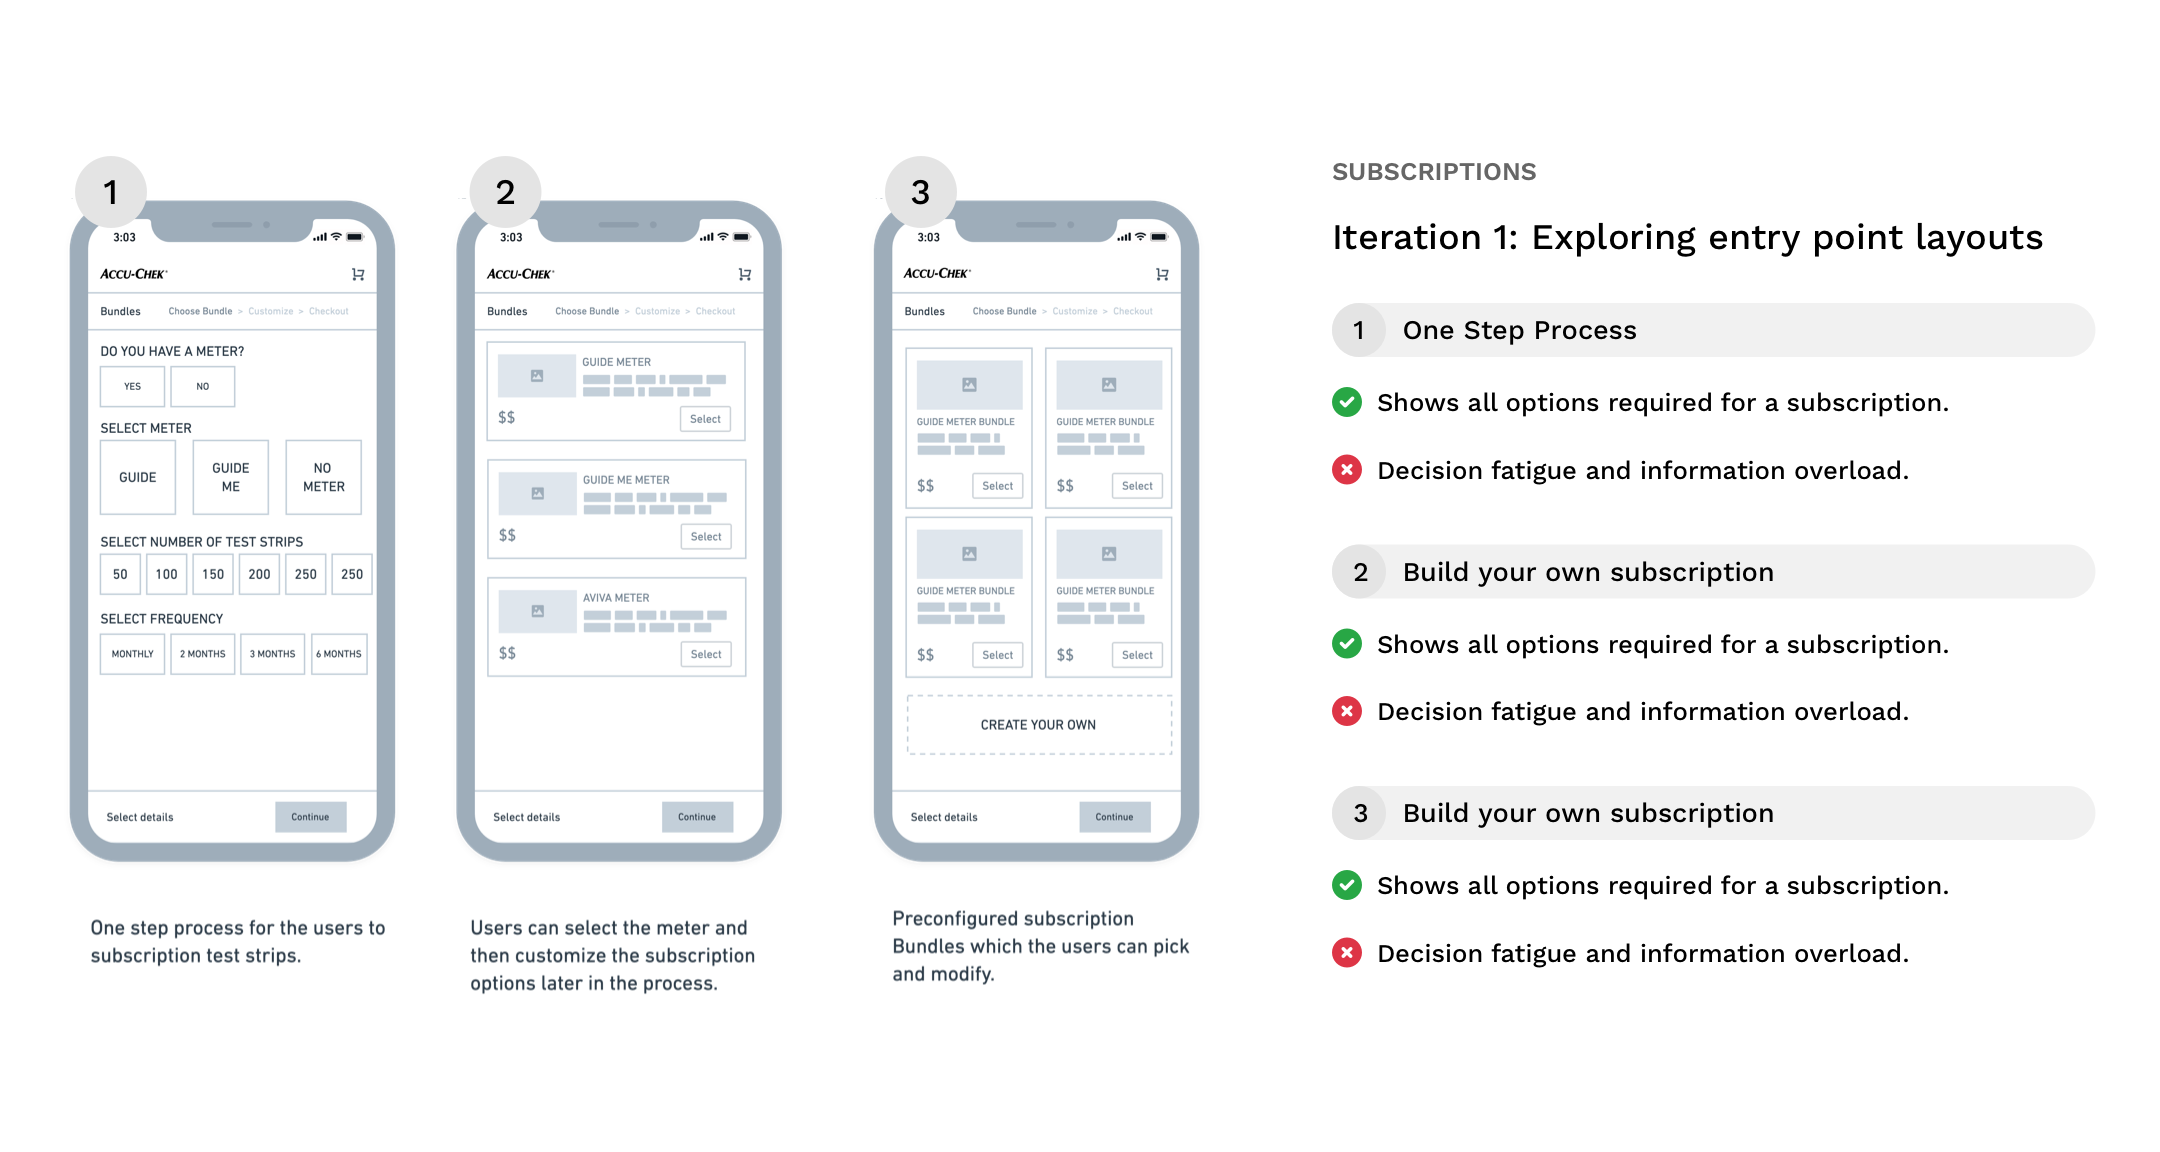 1
3:03
ACCU-CHEK
Bundles Choose Bundle > Customize > Checkout
DO YOU HAVE A METER?
YES NO
SELECT METER
GUIDE GUIDE ME NO METER
SELECT NUMBER OF TEST STRIPS
50 100 150 200 250 250
SELECT FREQUENCY
MONTHLY 2 MONTHS 3 MONTHS 6 MONTHS
Select details Continue
One step process for the users to
subscription test strips.
2
3:03
ACCU-CHEK
Bundles Choose Bundle > Customize > Checkout
GUIDE METER
$$ Select
GUIDE ME METER
$$ Select
AVIVA METER
$$ Select
Select details Continue
Users can select the meter and
then customize the subscription
options later in the process.
3
3:03
ACCU-CHEK
Bundles Choose Bundle > Customize > Checkout
GUIDE METER BUNDLE GUIDE METER BUNDLE
$$ Select $$ Select
GUIDE METER BUNDLE GUIDE METER BUNDLE
$$ Select $$ Select
CREATE YOUR OWN
Select details Continue
Preconfigured subscription
Bundles which the users can pick
and modify.
SUBSCRIPTIONS
Iteration 1: Exploring entry point layouts
1 One Step Process
Shows all options required for a subscription.
Decision fatigue and information overload.
2 Build your own subscription
Shows all options required for a subscription.
Decision fatigue and information overload.
3 Build your own subscription
Shows all options required for a subscription.
Decision fatigue and information overload.